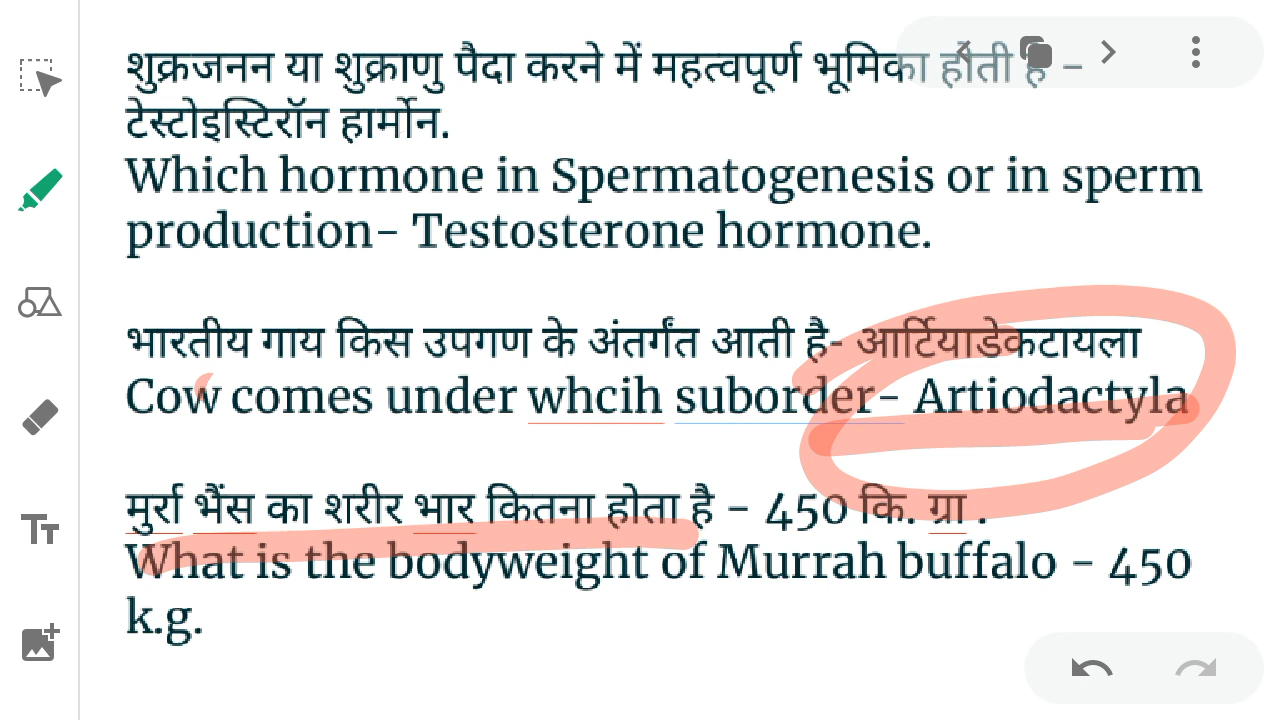 शुक्रजनन या शुक्राणु पैदा करने में महत्वपूर्ण भूमिका होती है –
टेस्टोइस्टिरॉन हार्मोन.
Which hormone in Spermatogenesis or in sperm
production- Testosterone hormone.
भारतीय गाय किस उपगण के अंतर्गंत आती है- आर्टियाडेकटायला
Cow comes under whcih suborder- Artiodactyla
मुर्रा भैंस का शरीर भार कितना होता है – 450 कि. ग्रा .
What is the bodyweight of Murrah buffalo - 450
k.g.
Tт